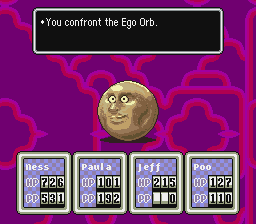 •You confront the Ego Orb.
Ness Paula Jeff Poo
HP 726 HP 101 HP 215 HP 127
PP 531 PP 192 PP 0 PP 110